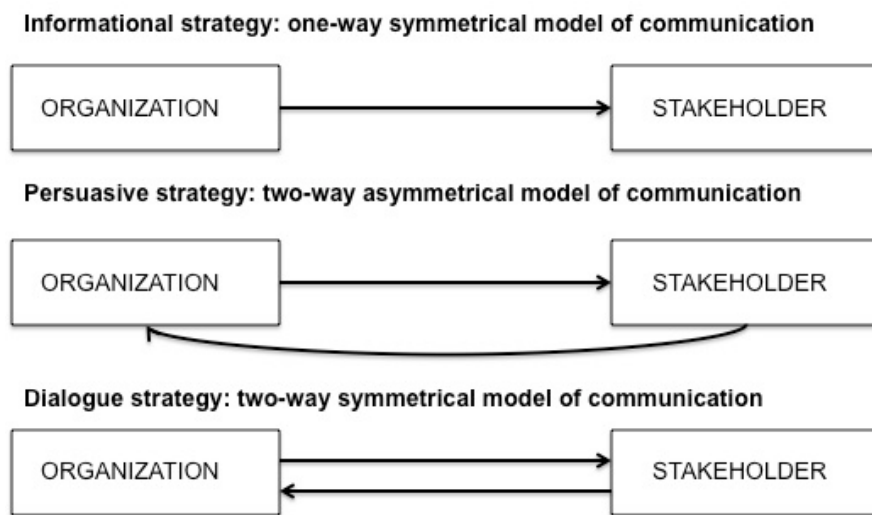 Informational strategy: one-way symmetrical model of communication
ORGANIZATION
STAKEHOLDER
Persuasive strategy: two-way asymmetrical model of communication
ORGANIZATION
STAKEHOLDER
Dialogue strategy: two-way symmetrical model of communication
ORGANIZATION
STAKEHOLDER